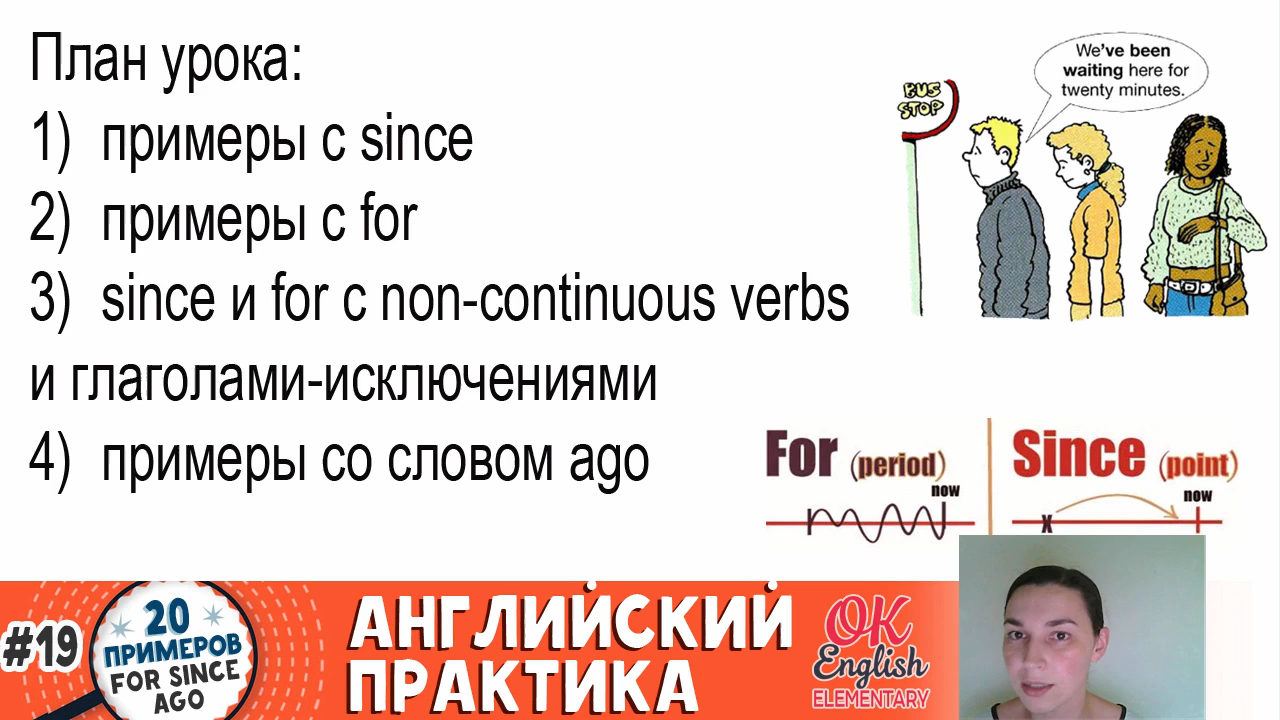 План урока:
1) примеры с since
2) примеры с for
3) since и for с non-continuous verbs
и глаголами-исключениями
4) примеры со словом ago
We've been
waiting here for
twenty minutes.
BUS
STOP
For (period)
now
Since (point)
now
x
#19
20
ПРИМЕРОВ
FOR SINCE
AGO
АНГЛИЙСКИЙ
ПРАКТИКА
OK
English
ELEMENTARY